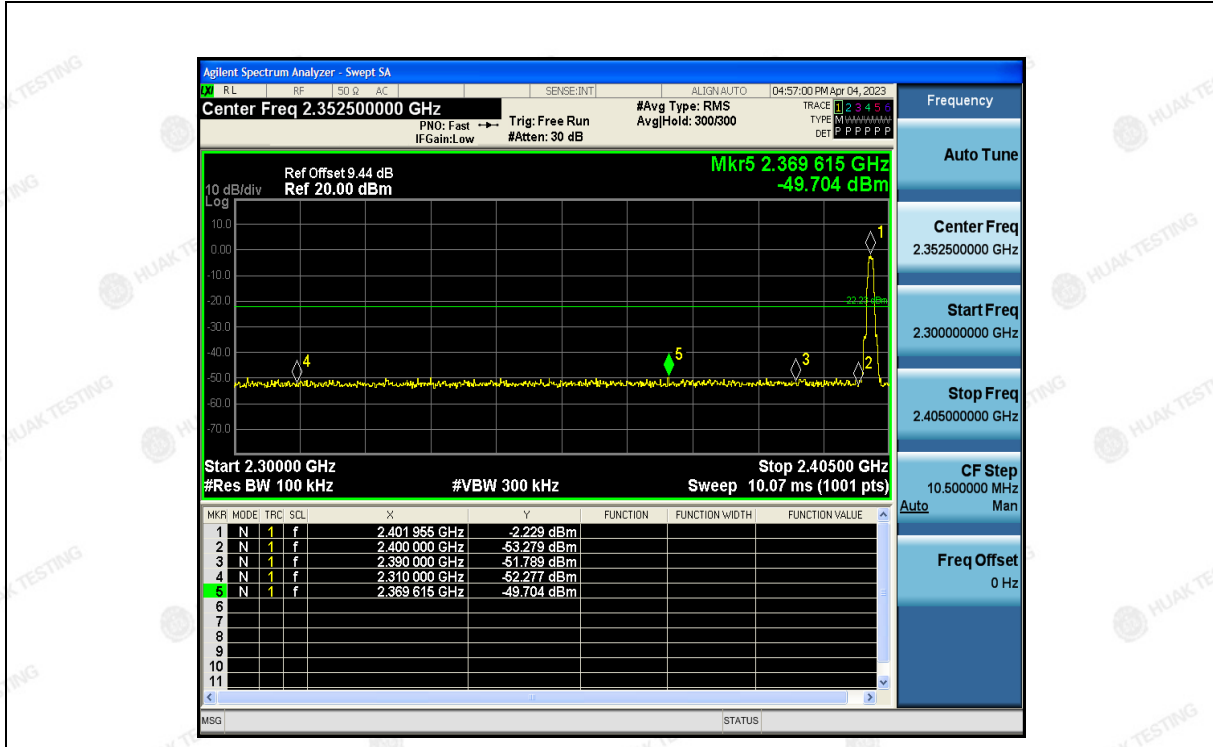 Agilent Spectrum Analyzer - Swept SA
LXI RL RF 50 Ω AC SENSE:INT ALIGN AUTO 04:57:00 PM Apr 04, 2023
Center Freq 2.352500000 GHz
PNO: Fast
IFGain:Low
Trig: Free Run
#Atten: 30 dB
#Avg Type: RMS
Avg|Hold: 300/300
TRACE 1 2 3 4 5 6
TYPE M
DET P P P P P P
Ref Offset 9.44 dB
Ref 20.00 dBm
10 dB/div
Log
Mkr5 2.369 615 GHz
-49.704 dBm
10.0
0.00
-10.0
-20.0
-30.0
-40.0
-50.0
-60.0
-70.0
-22.23 dBm
1
2
3
4
5
Start 2.30000 GHz
Stop 2.40500 GHz
#Res BW 100 kHz
#VBW 300 kHz
Sweep 10.07 ms (1001 pts)
MKR MODE TRC SCL X Y FUNCTION FUNCTION WIDTH FUNCTION VALUE
1 N 1 f 2.401 955 GHz -2.229 dBm
2 N 1 f 2.400 000 GHz -53.279 dBm
3 N 1 f 2.390 000 GHz -51.789 dBm
4 N 1 f 2.310 000 GHz -52.277 dBm
5 N 1 f 2.369 615 GHz -49.704 dBm
6
7
8
9
10
11
MSG
STATUS
Frequency
Auto Tune
Center Freq
2.352500000 GHz
Start Freq
2.300000000 GHz
Stop Freq
2.405000000 GHz
CF Step
10.500000 MHz
Auto Man
Freq Offset
0 Hz
HUAK TESTING
HUAK TESTING
HUAK TESTING
HUAK TESTING